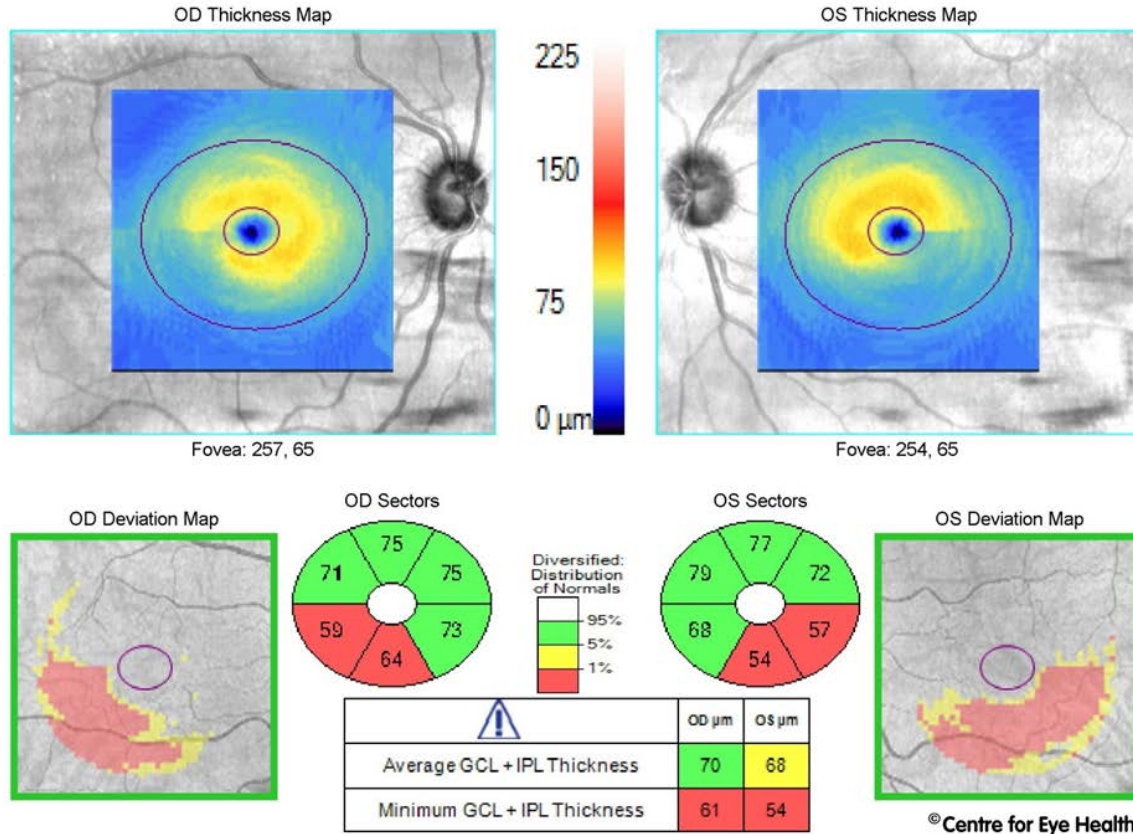 OD Thickness Map
OS Thickness Map
225
150
75
0 µm
Fovea: 257, 65
Fovea: 254, 65
OD Deviation Map
OD Sectors
75
71
75
59
73
64
Diversified:
Distribution
of Normals
95%
5%
1%
OS Sectors
77
79
72
68
57
54
OS Deviation Map
OD µm OS µm
Average GCL + IPL Thickness 70 68
Minimum GCL + IPL Thickness 61 54
© Centre for Eye Health